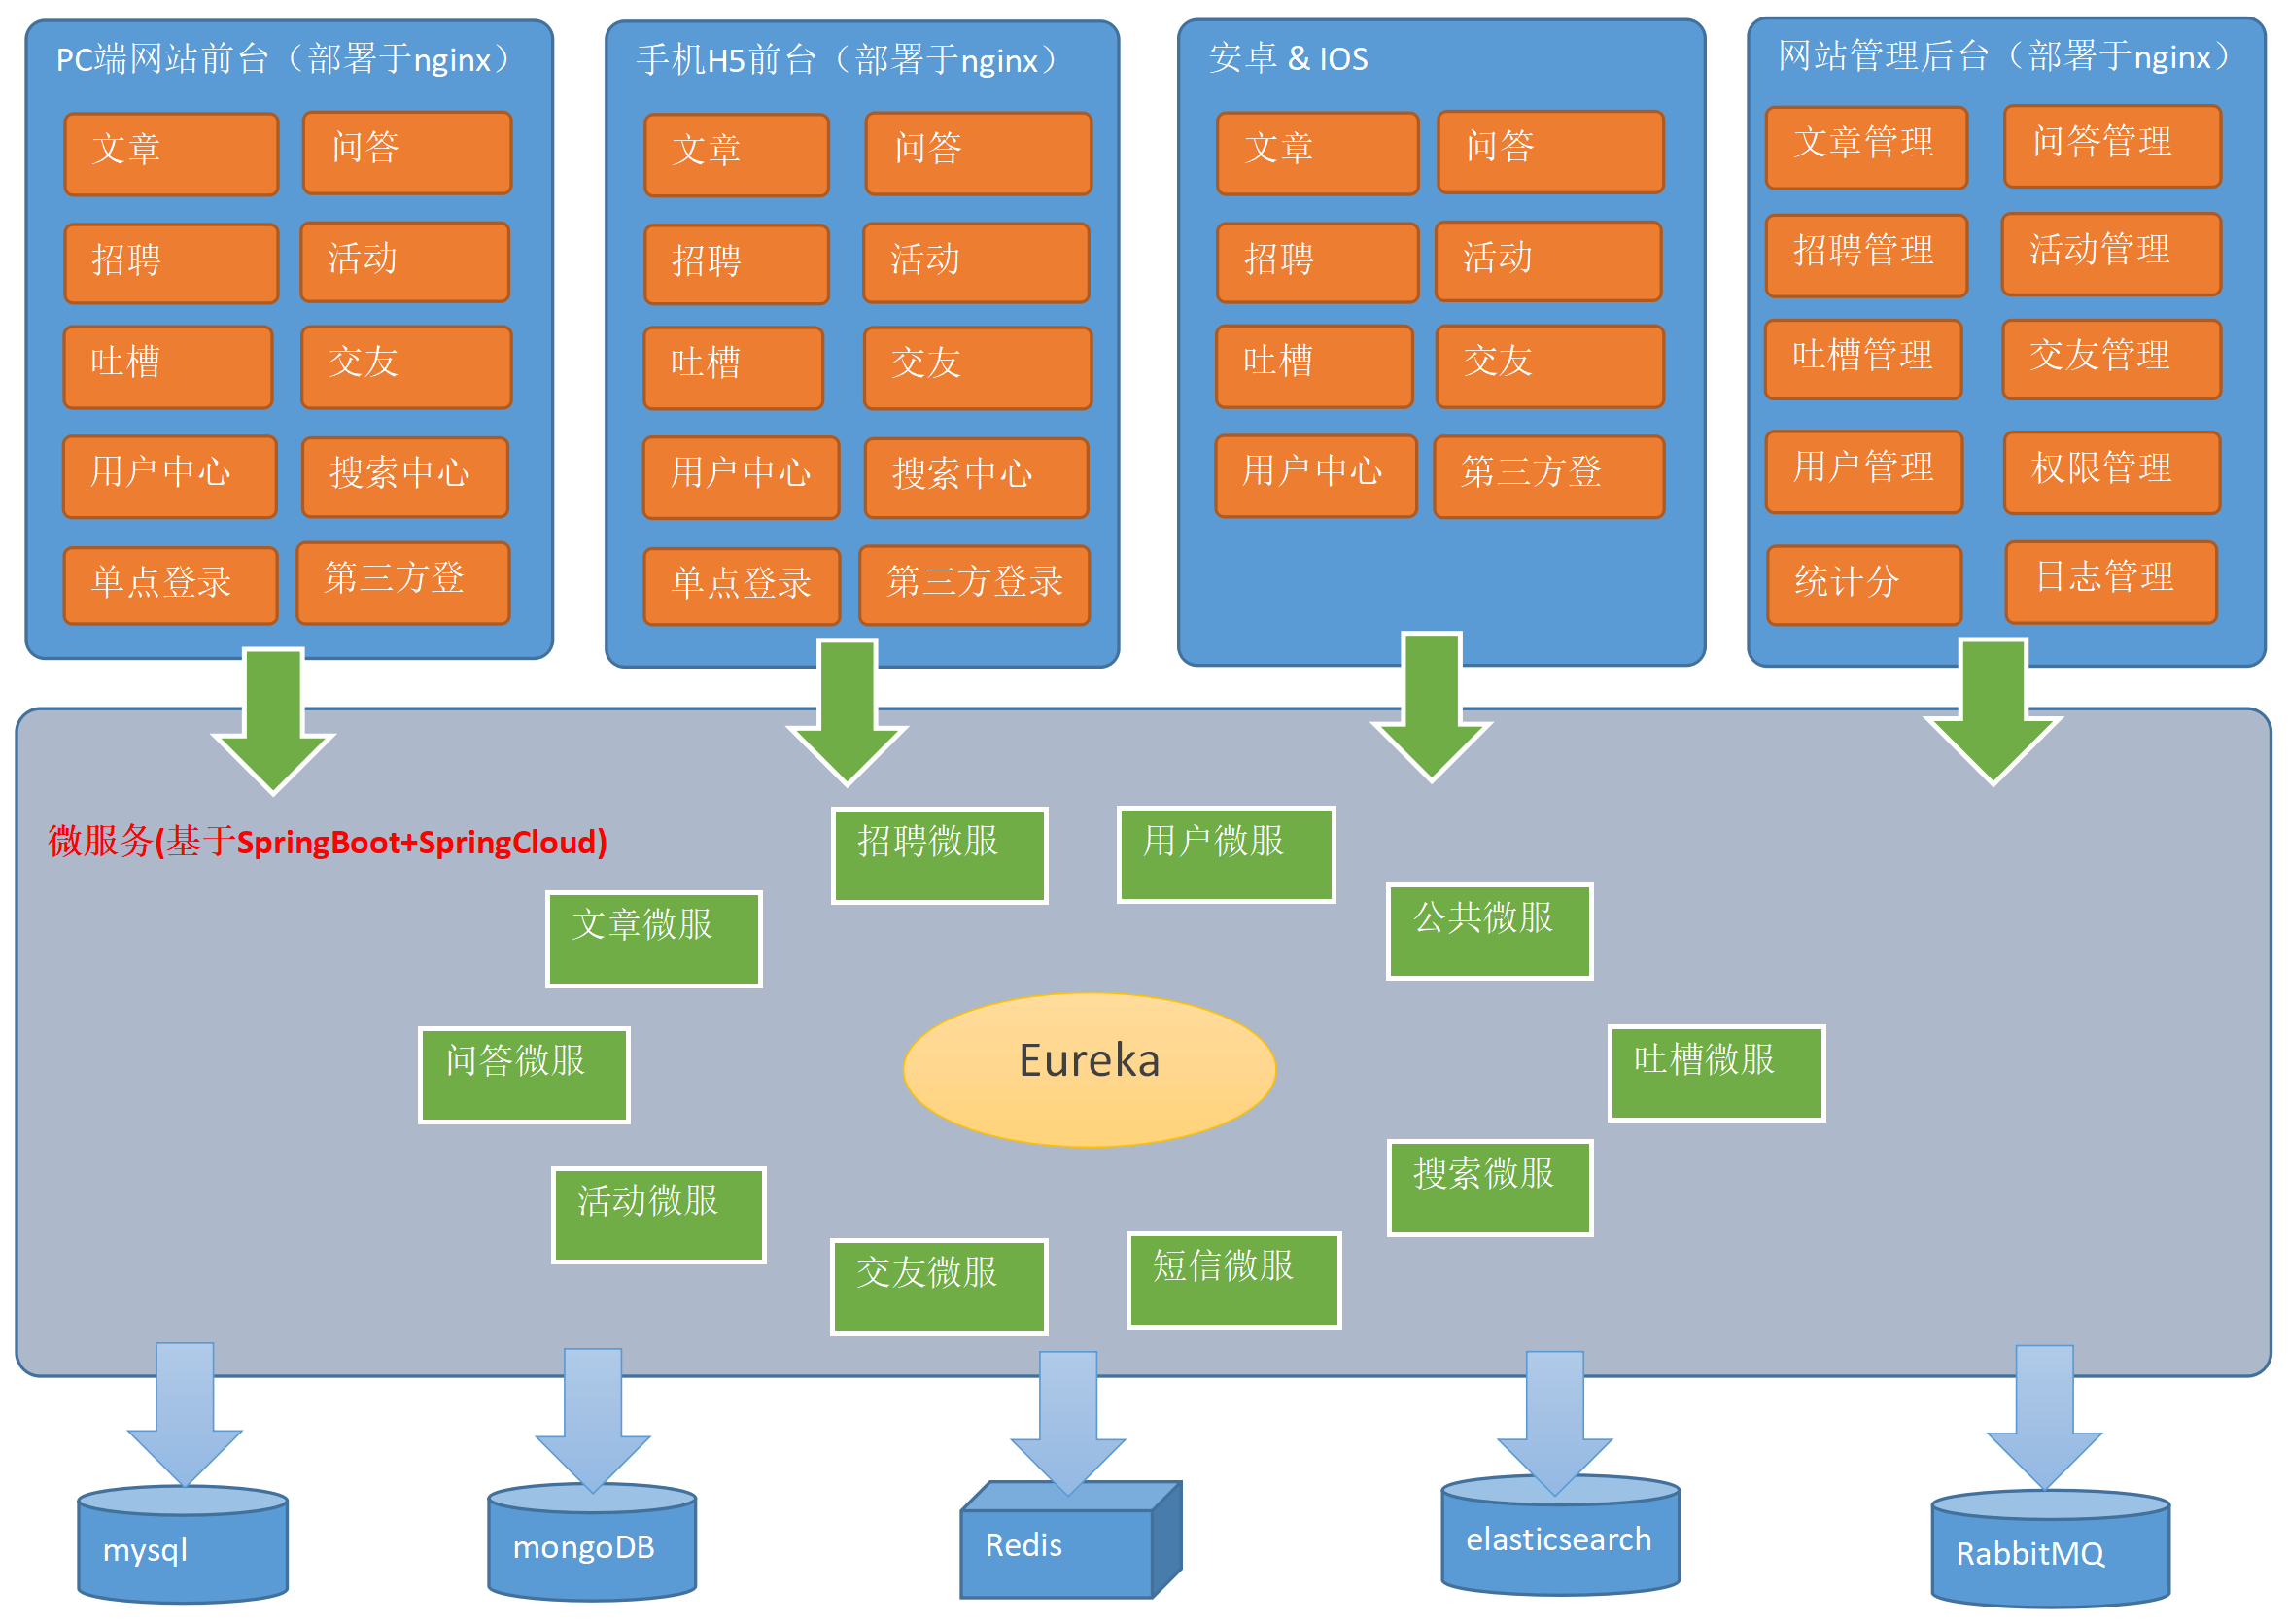 PC端网站前台（部署于nginx）
文章
问答
招聘
活动
吐槽
交友
用户中心
搜索中心
单点登录
第三方登
手机H5前台（部署于nginx）
文章
问答
招聘
活动
吐槽
交友
用户中心
搜索中心
单点登录
第三方登录
安卓 & IOS
文章
问答
招聘
活动
吐槽
交友
用户中心
第三方登
网站管理后台（部署于nginx）
文章管理
问答管理
招聘管理
活动管理
吐槽管理
交友管理
用户管理
权限管理
统计分
日志管理
微服务(基于SpringBoot+SpringCloud)
招聘微服
用户微服
文章微服
公共微服
问答微服
Eureka
吐槽微服
活动微服
搜索微服
交友微服
短信微服
mysql
mongoDB
Redis
elasticsearch
RabbitMQ